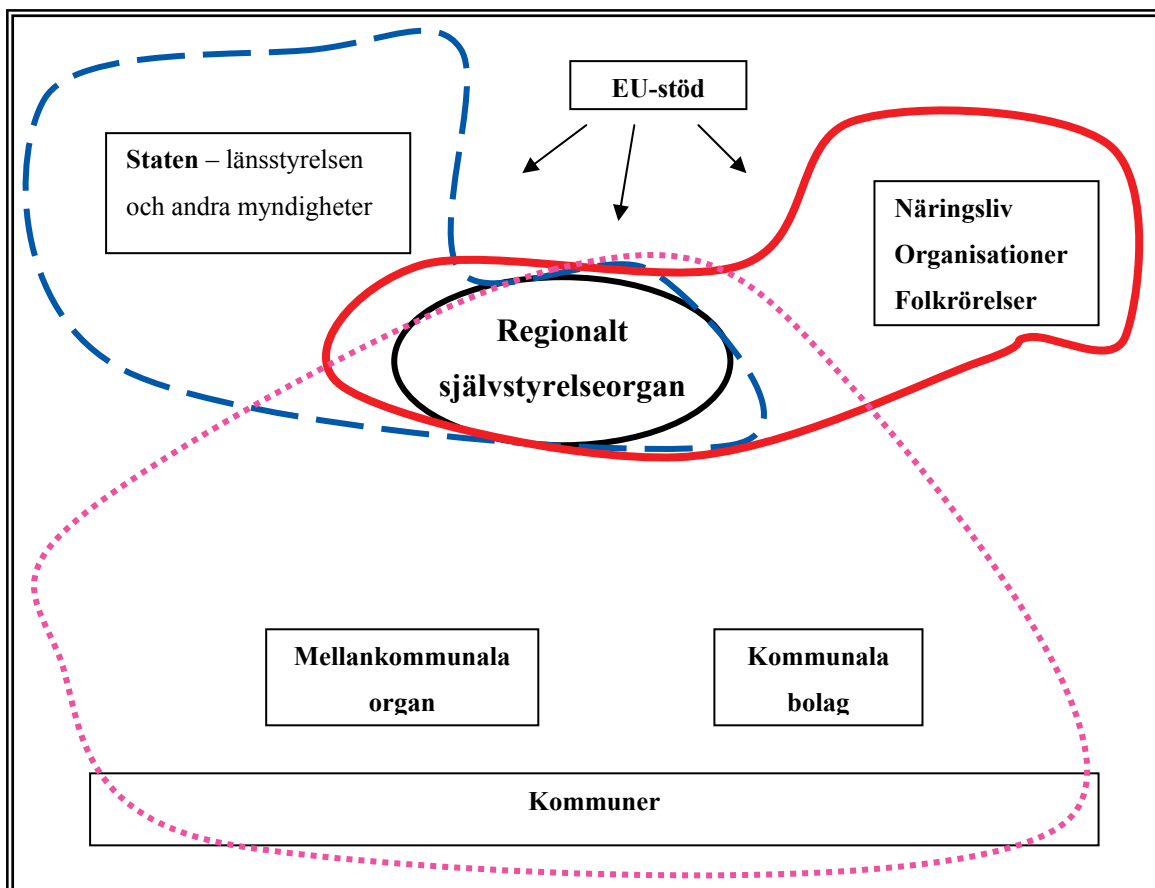 EU-stöd
Staten – länsstyrelsen
och andra myndigheter
Näringsliv
Organisationer
Folkrörelser
Regionalt
självstyrelseorgan
Mellankommunala
organ
Kommunala
bolag
Kommuner